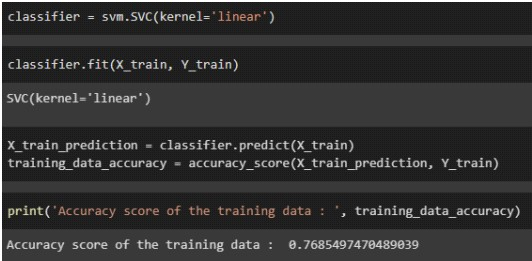 classifier = svm.SVC(kernel='linear')
classifier.fit(X_train, Y_train)
SVC(kernel='linear')
X_train_prediction = classifier.predict(X_train)
training_data_accuracy = accuracy_score(X_train_prediction, Y_train)
print('Accuracy score of the training data : ', training_data_accuracy)
Accuracy score of the training data :  0.7685497470489039